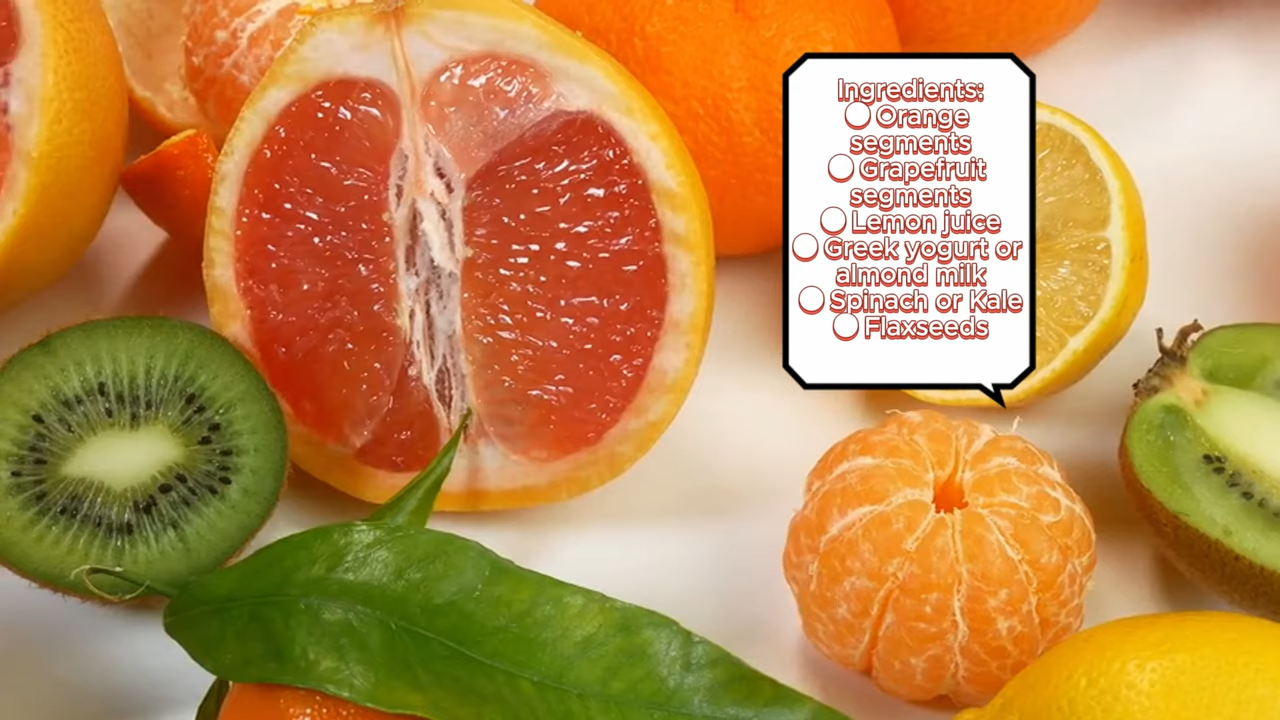 Ingredients:
◯ Orange
segments
◯ Grapefruit
segments
◯ Lemon juice
◯ Greek yogurt or
almond milk
◯ Spinach or Kale
◯ Flaxseeds